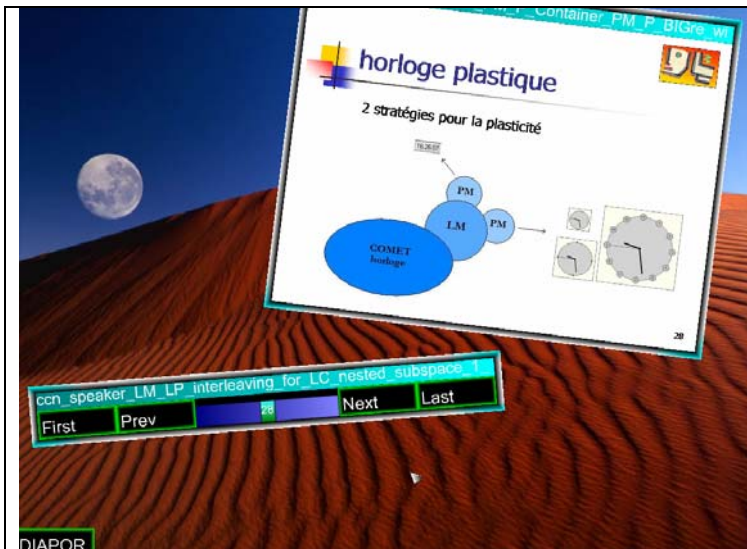 Container_PM_P_BIGre_wi
horloge plastique
2 stratégies pour la plasticité
PM
LM
PM
COMET
horloge
28
ccn_speaker_LM_LP_interleaving_for_LC_nested_subspace_1
First
Prev
28
Next
Last
DIAPOR